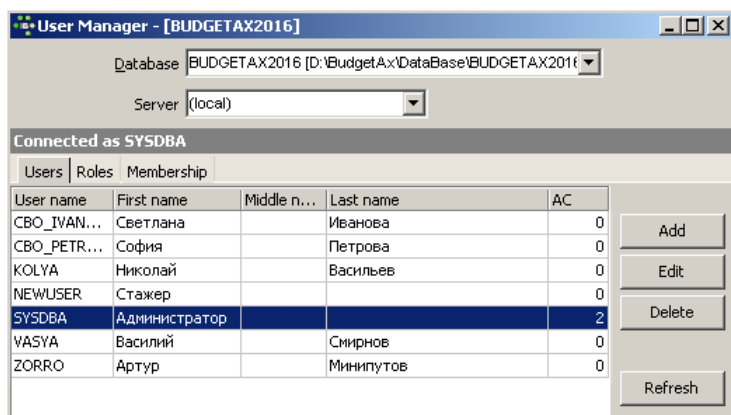 User Manager - [BUDGETAX2016]
Database BUDGETAX2016 [D:\BudgetAx\DataBase\BUDGETAX2016
Server (local)
Connected as SYSDBA
Users Roles Membership
User name First name Middle n... Last name AC
CBO_IVAN... Светлана Иванова 0
CBO_PETR... София Петрова 0
KOLYA Николай Васильев 0
NEWUSER Стажер 0
SYSDBA Администратор 2
VASYA Василий Смирнов 0
ZORRO Артур Минипутов 0
Add
Edit
Delete
Refresh